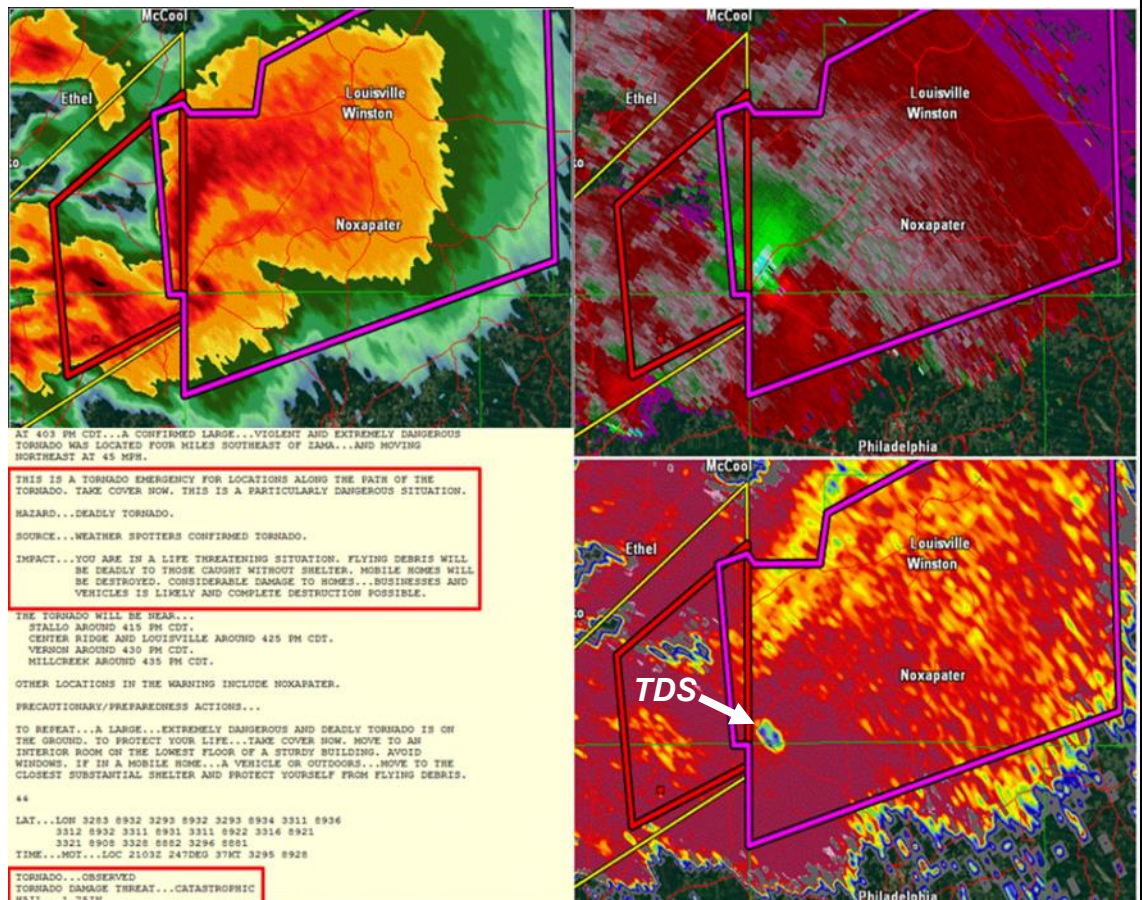 McCool
Ethel
Louisville
Winston
Noxapater
McCool
Ethel
Louisville
Winston
Noxapater
Philadelphia
AT 403 PM CDT...A CONFIRMED LARGE...VIOLENT AND EXTREMELY DANGEROUS
TORNADO WAS LOCATED FOUR MILES SOUTHEAST OF ZAMA...AND MOVING
NORTHEAST AT 45 MPH.
THIS IS A TORNADO EMERGENCY FOR LOCATIONS ALONG THE PATH OF THE
TORNADO. TAKE COVER NOW. THIS IS A PARTICULARLY DANGEROUS SITUATION.
HAZARD...DEADLY TORNADO.
SOURCE...WEATHER SPOTTERS CONFIRMED TORNADO.
IMPACT...YOU ARE IN A LIFE THREATENING SITUATION. FLYING DEBRIS WILL
BE DEADLY TO THOSE CAUGHT WITHOUT SHELTER. MOBILE HOMES WILL
BE DESTROYED. CONSIDERABLE DAMAGE TO HOMES...BUSINESSES AND
VEHICLES IS LIKELY AND COMPLETE DESTRUCTION POSSIBLE.
THE TORNADO WILL BE NEAR...
STALLO AROUND 415 PM CDT.
CENTER RIDGE AND LOUISVILLE AROUND 425 PM CDT.
VERNON AROUND 430 PM CDT.
MILLCREEK AROUND 435 PM CDT.
OTHER LOCATIONS IN THE WARNING INCLUDE NOXAPATER.
PRECAUTIONARY/PREPAREDNESS ACTIONS...
TO REPEAT...A LARGE...EXTREMELY DANGEROUS AND DEADLY TORNADO IS ON
THE GROUND. TO PROTECT YOUR LIFE...TAKE COVER NOW. MOVE TO AN
INTERIOR ROOM ON THE LOWEST FLOOR OF A STURDY BUILDING. AVOID
WINDOWS. IF IN A MOBILE HOME...A VEHICLE OR OUTDOORS...MOVE TO THE
CLOSEST SUBSTANTIAL SHELTER AND PROTECT YOURSELF FROM FLYING DEBRIS.
&&
LAT...LON 3283 8932 3293 8932 3293 8934 3311 8936
3312 8932 3311 8931 3311 8922 3316 8921
3321 8908 3328 8882 3296 8881
TIME...MOT...LOC 2103Z 247DEG 37KT 3295 8928
TORNADO...OBSERVED
TORNADO DAMAGE THREAT...CATASTROPHIC
HAIL...1.75IN
McCool
Ethel
Louisville
Winston
Noxapater
TDS
Philadelphia